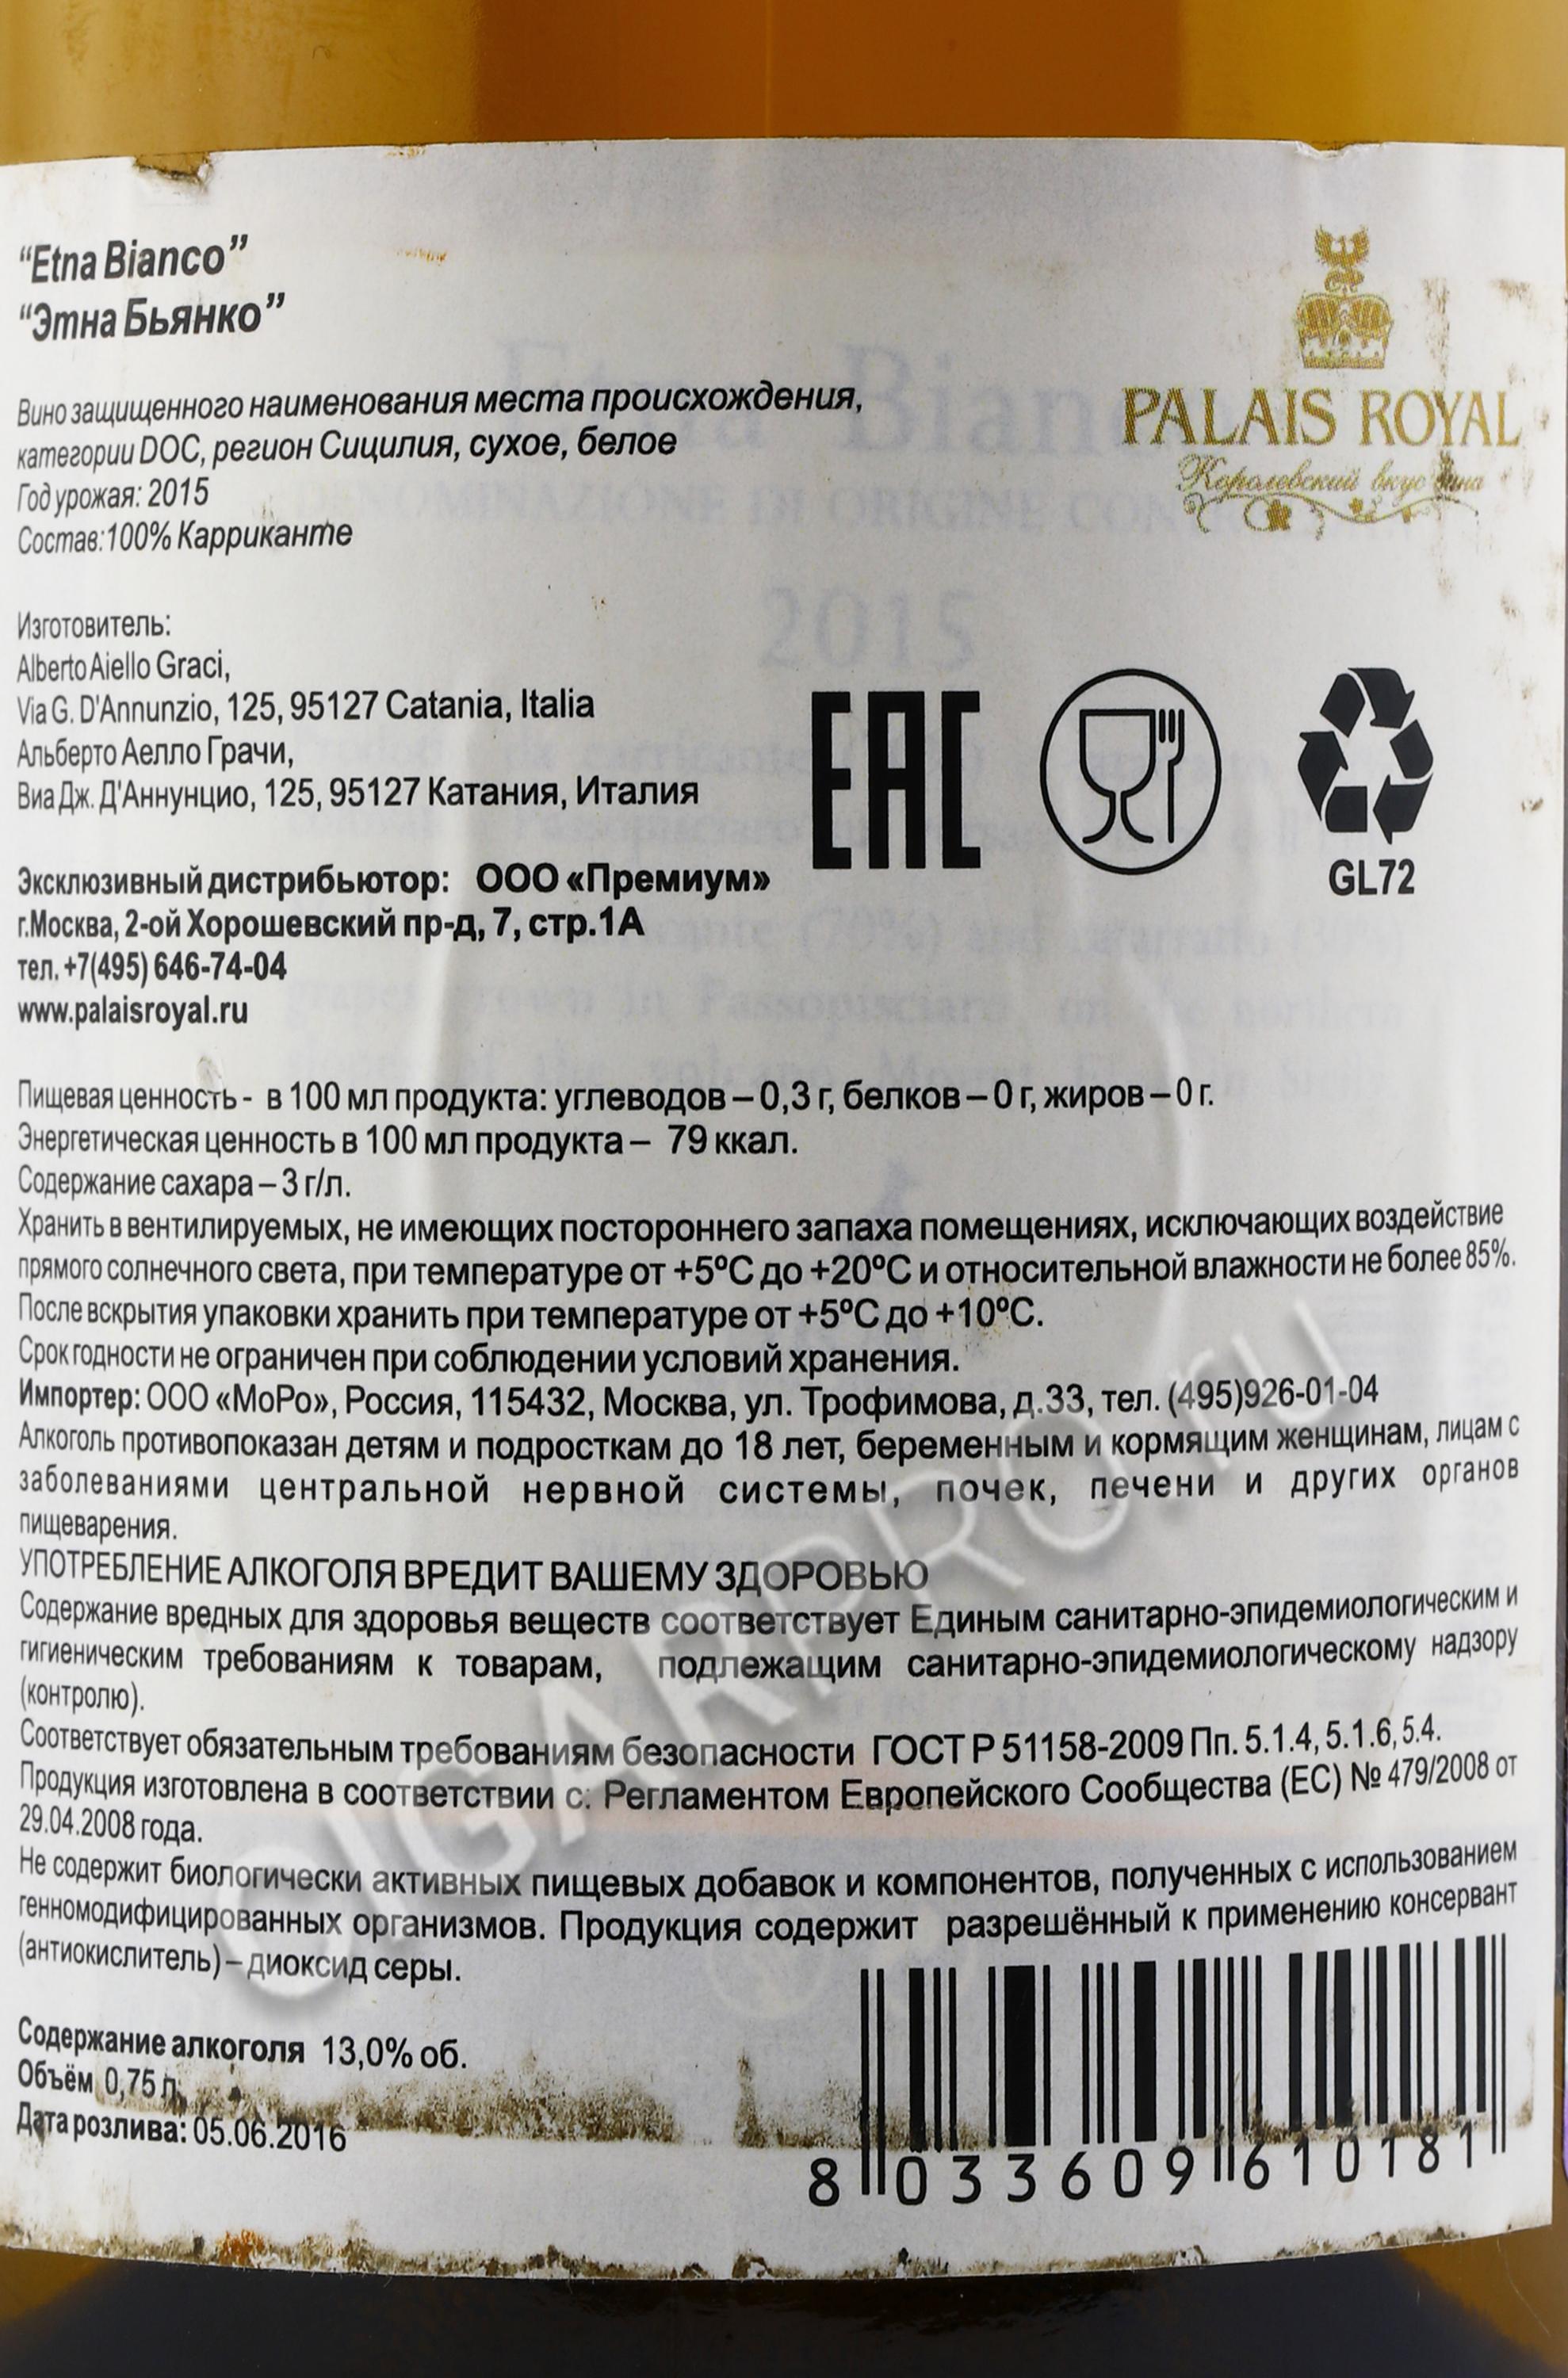 “Etna Bianco”
“Этна Бьянко”
PALAIS ROYAL
Королевский вкус вина
Вино защищенного наименования места происхождения,
категории DOC, регион Сицилия, сухое, белое
Год урожая: 2015
Состав:100% Карриканте
Изготовитель:
Alberto Aiello Graci,
Via G. D'Annunzio, 125, 95127 Catania, Italia
Альберто Аелло Грачи,
Виа Дж. Д'Аннунцио, 125, 95127 Катания, Италия
EAC
GL72
Эксклюзивный дистрибьютор: ООО «Премиум»
г.Москва, 2-ой Хорошевский пр-д, 7, стр.1А
тел. +7(495) 646-74-04
www.palaisroyal.ru
Пищевая ценность - в 100 мл продукта: углеводов – 0,3 г, белков – 0 г, жиров – 0 г.
Энергетическая ценность в 100 мл продукта – 79 ккал.
Содержание сахара – 3 г/л.
Хранить в вентилируемых, не имеющих постороннего запаха помещениях, исключающих воздействие
прямого солнечного света, при температуре от +5ºС до +20ºС и относительной влажности не более 85%.
После вскрытия упаковки хранить при температуре от +5ºС до +10ºС.
Срок годности не ограничен при соблюдении условий хранения.
Импортер: ООО «МоРо», Россия, 115432, Москва, ул. Трофимова, д.33, тел. (495)926-01-04
Алкоголь противопоказан детям и подросткам до 18 лет, беременным и кормящим женщинам, лицам с
заболеваниями центральной нервной системы, почек, печени и других органов
пищеварения.
УПОТРЕБЛЕНИЕ АЛКОГОЛЯ ВРЕДИТ ВАШЕМУ ЗДОРОВЬЮ
Содержание вредных для здоровья веществ соответствует Единым санитарно-эпидемиологическим и
гигиеническим требованиям к товарам, подлежащим санитарно-эпидемиологическому надзору
(контролю).
Соответствует обязательным требованиям безопасности ГОСТ Р 51158-2009 Пп. 5.1.4, 5.1.6, 5.4.
Продукция изготовлена в соответствии с: Регламентом Европейского Сообщества (ЕС) № 479/2008 от
29.04.2008 года.
Не содержит биологически активных пищевых добавок и компонентов, полученных с использованием
генномодифицированных организмов. Продукция содержит разрешённый к применению консервант
(антиокислитель) – диоксид серы.
Содержание алкоголя 13,0% об.
Объём 0,75 л.
Дата розлива: 05.06.2016
8 033609 610181
CIGARPRO.ru